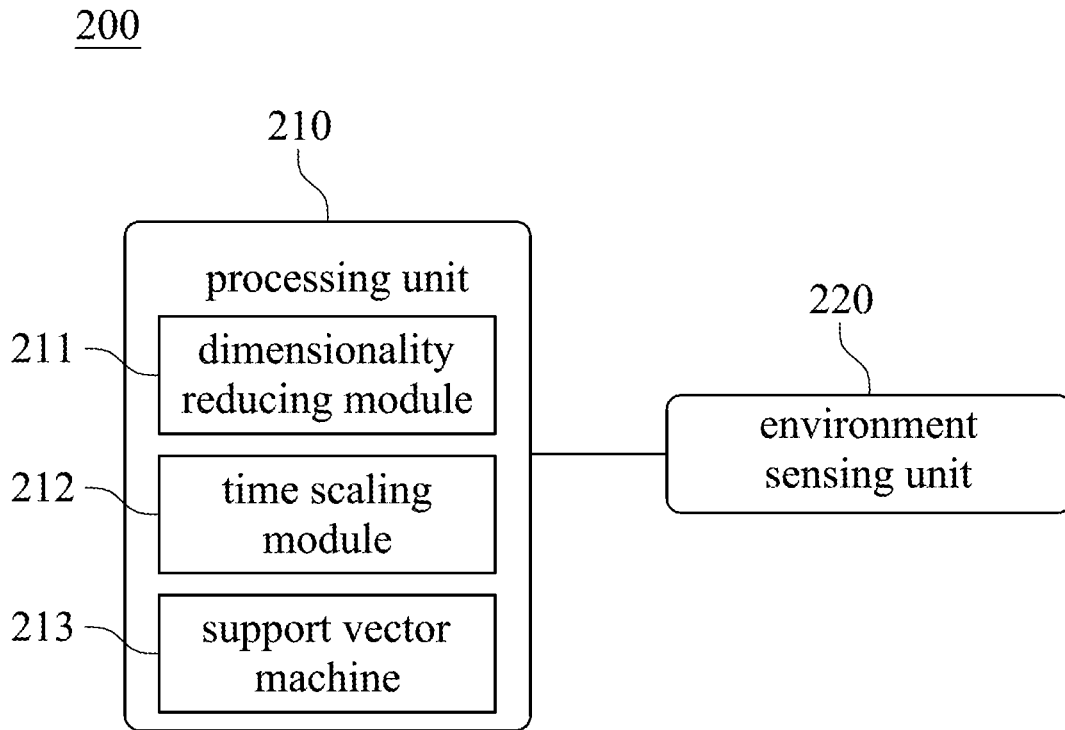 200
210
processing unit
211
dimensionality
reducing module
212
time scaling
module
213
support vector
machine
220
environment
sensing unit